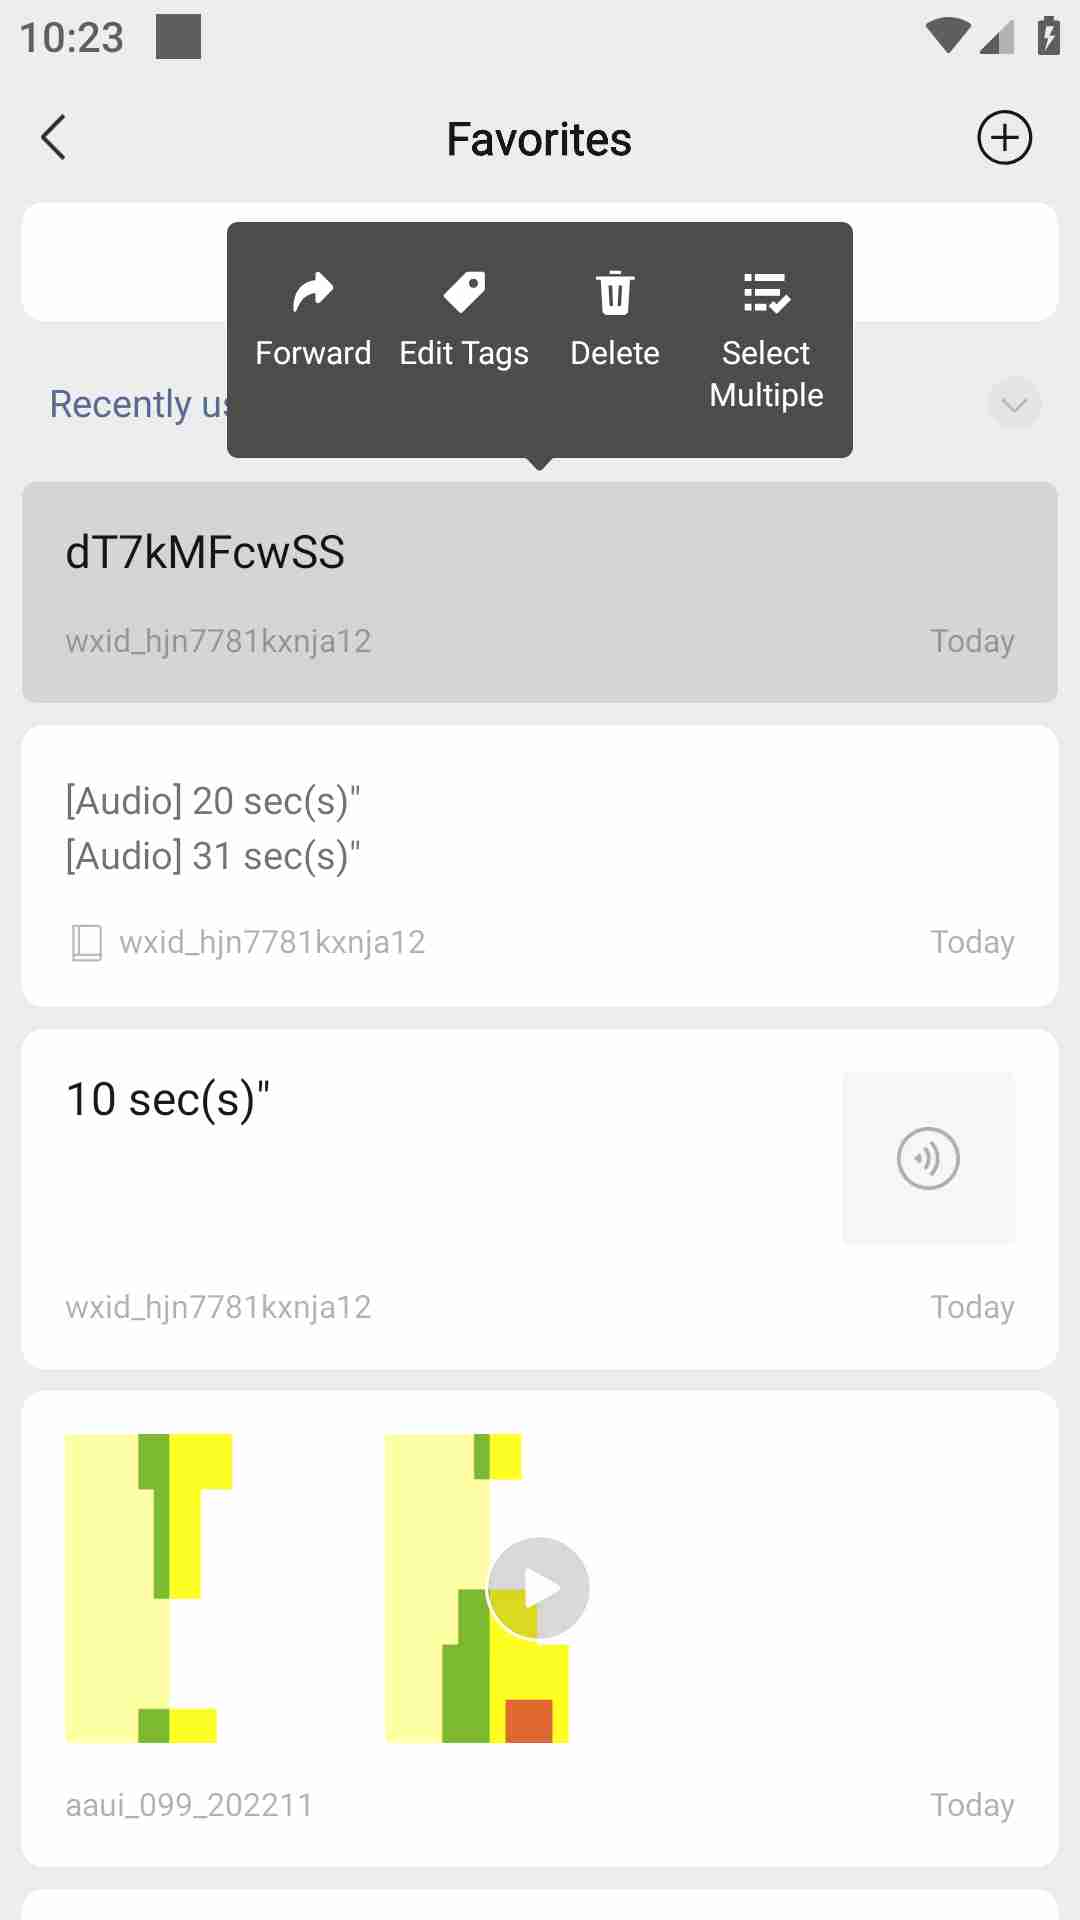 10:23
Favorites
Forward
Edit Tags
Delete
Select
Multiple
Recently
dT7kMFcwSS
wxid_hjn7781kxnja12
Today
[Audio] 20 sec(s)"
[Audio] 31 sec(s)"
wxid_hjn7781kxnja12
Today
10 sec(s)"
wxid_hjn7781kxnja12
Today
aaui_099_202211
Today